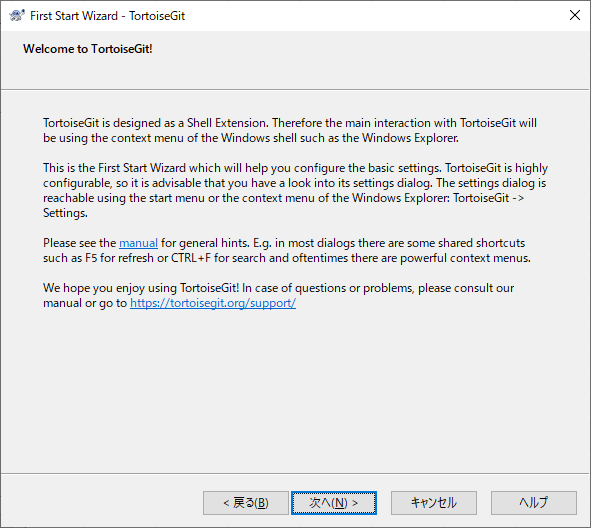 First Start Wizard - TortoiseGit
Welcome to TortoiseGit!
TortoiseGit is designed as a Shell Extension. Therefore the main interaction with TortoiseGit will
be using the context menu of the Windows shell such as the Windows Explorer.
This is the First Start Wizard which will help you configure the basic settings. TortoiseGit is highly
configurable, so it is advisable that you have a look into its settings dialog. The settings dialog is
reachable using the start menu or the context menu of the Windows Explorer: TortoiseGit ->
Settings.
Please see the manual for general hints. E.g. in most dialogs there are some shared shortcuts
such as F5 for refresh or CTRL+F for search and oftentimes there are powerful context menus.
We hope you enjoy using TortoiseGit! In case of questions or problems, please consult our
manual or go to https://tortoisegit.org/support/
< 戻る(B)
次へ(N) >
キャンセル
ヘルプ